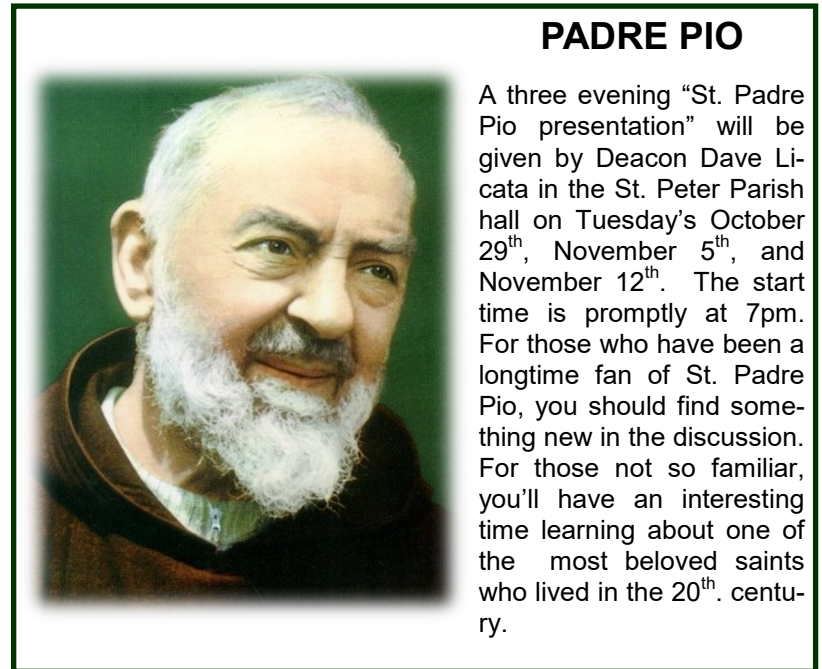 PADRE PIO
A three evening “St. Padre
Pio presentation” will be
given by Deacon Dave Li-
cata in the St. Peter Parish
hall on Tuesday’s October
29th, November 5th, and
November 12th.  The start
time is promptly at 7pm.
For those who have been a
longtime fan of St. Padre
Pio, you should find some-
thing new in the discussion.
For those not so familiar,
you’ll have an interesting
time learning about one of
the  most beloved saints
who lived in the 20th. centu-
ry.